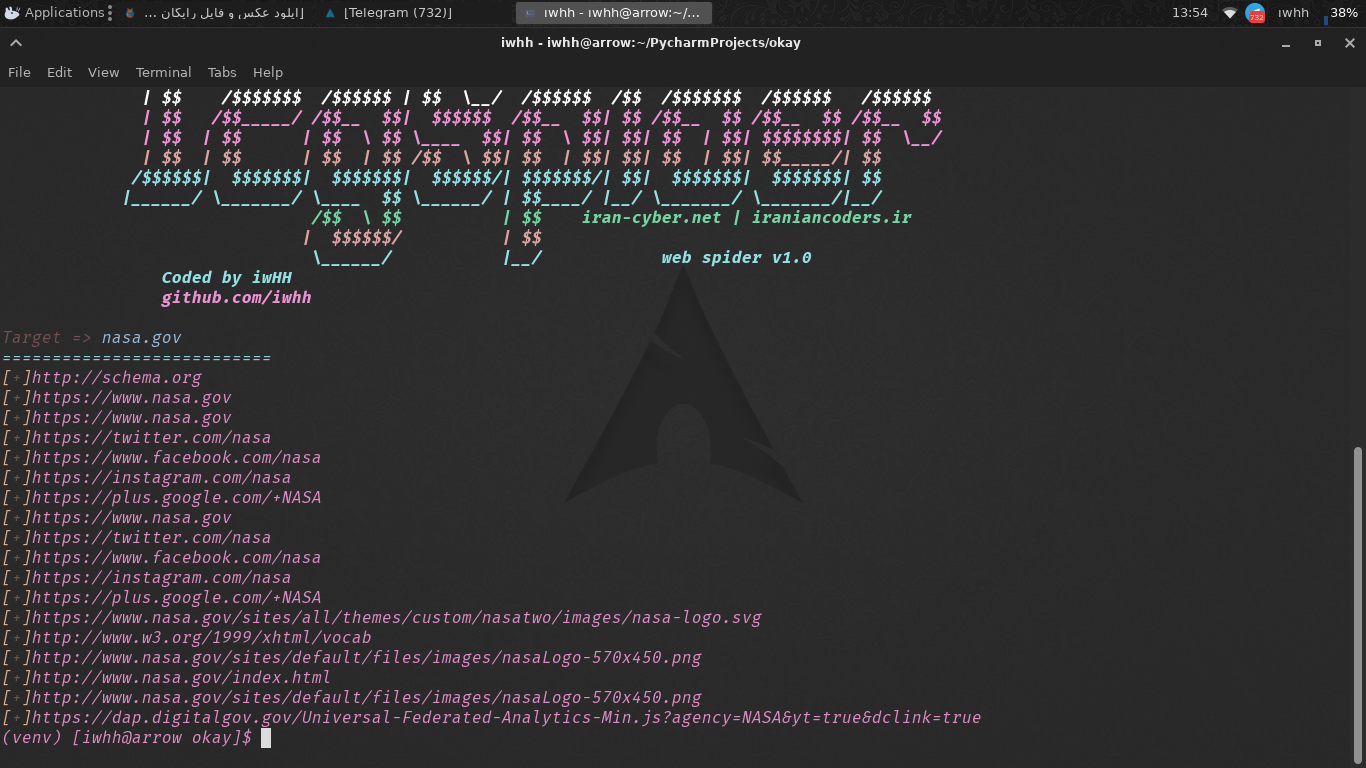 Applications
... ایلود عکس و فایل رایگان]
[Telegram (732)]
iwhh - iwhh@arrow:~/...
13:54
732
iwhh
38%
iwhh - iwhh@arrow:~/PycharmProjects/okay
File Edit View Terminal Tabs Help
| $$    /$$$$$$$  /$$$$$$ | $$  \__/  /$$$$$$  /$$  /$$$$$$$  /$$$$$$   /$$$$$$
| $$   /$$_____/ /$$__  $$|  $$$$$$  /$$__  $$| $$ /$$__  $$ /$$__  $$ /$$__  $$
| $$  | $$      | $$  \ $$ \____  $$| $$  \ $$| $$| $$  | $$| $$$$$$$$| $$  \__/
| $$  | $$      | $$  | $$ /$$  \ $$| $$  | $$| $$| $$  | $$| $$_____/| $$
/$$$$$$|  $$$$$$$|  $$$$$$$|  $$$$$$/| $$$$$$$/| $$|  $$$$$$$|  $$$$$$$| $$
|______/ \_______/ \____  $$ \______/ | $$____/ |__/ \_______/ \_______/|__/
/$$  \ $$          | $$    iran-cyber.net | iraniancoders.ir
|  $$$$$$/          | $$
\______/           |__/            web spider v1.0
Coded by iwHH
github.com/iwhh
Target => nasa.gov
===========================
[+]http://schema.org
[+]https://www.nasa.gov
[+]https://www.nasa.gov
[+]https://twitter.com/nasa
[+]https://www.facebook.com/nasa
[+]https://instagram.com/nasa
[+]https://plus.google.com/+NASA
[+]https://www.nasa.gov
[+]https://twitter.com/nasa
[+]https://www.facebook.com/nasa
[+]https://instagram.com/nasa
[+]https://plus.google.com/+NASA
[+]https://www.nasa.gov/sites/all/themes/custom/nasatwo/images/nasa-logo.svg
[+]http://www.w3.org/1999/xhtml/vocab
[+]http://www.nasa.gov/sites/default/files/images/nasaLogo-570x450.png
[+]http://www.nasa.gov/index.html
[+]http://www.nasa.gov/sites/default/files/images/nasaLogo-570x450.png
[+]https://dap.digitalgov.gov/Universal-Federated-Analytics-Min.js?agency=NASA&yt=true&dclink=true
(venv) [iwhh@arrow okay]$